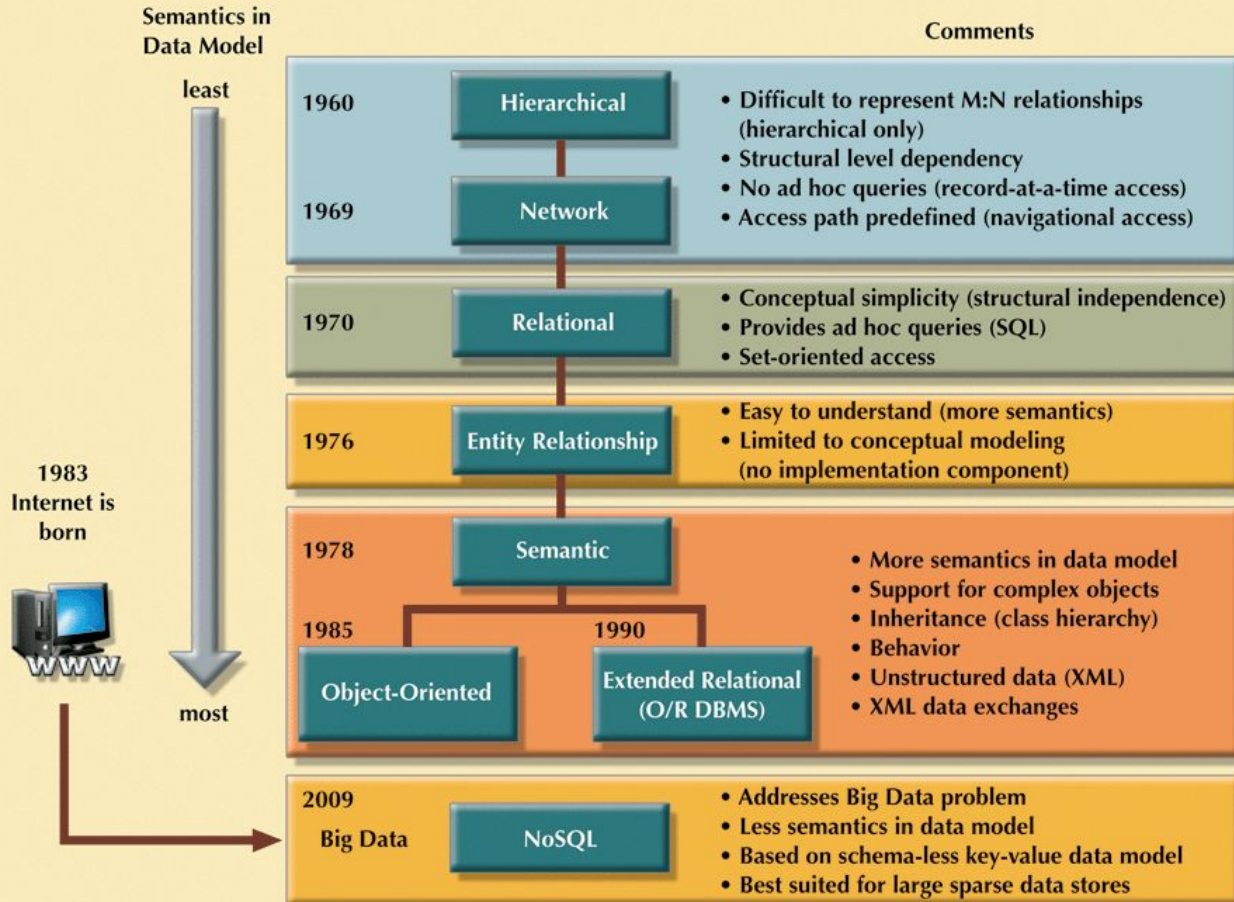 Semantics in
Data Model
least
most
Comments
1960
Hierarchical
1969
Network
• Difficult to represent M:N relationships
(hierarchical only)
• Structural level dependency
• No ad hoc queries (record-at-a-time access)
• Access path predefined (navigational access)
1970
Relational
• Conceptual simplicity (structural independence)
• Provides ad hoc queries (SQL)
• Set-oriented access
1976
Entity Relationship
• Easy to understand (more semantics)
• Limited to conceptual modeling
(no implementation component)
1983
Internet is
born
WWW
1978
Semantic
1985
Object-Oriented
1990
Extended Relational
(O/R DBMS)
• More semantics in data model
• Support for complex objects
• Inheritance (class hierarchy)
• Behavior
• Unstructured data (XML)
• XML data exchanges
2009
Big Data
NoSQL
• Addresses Big Data problem
• Less semantics in data model
• Based on schema-less key-value data model
• Best suited for large sparse data stores